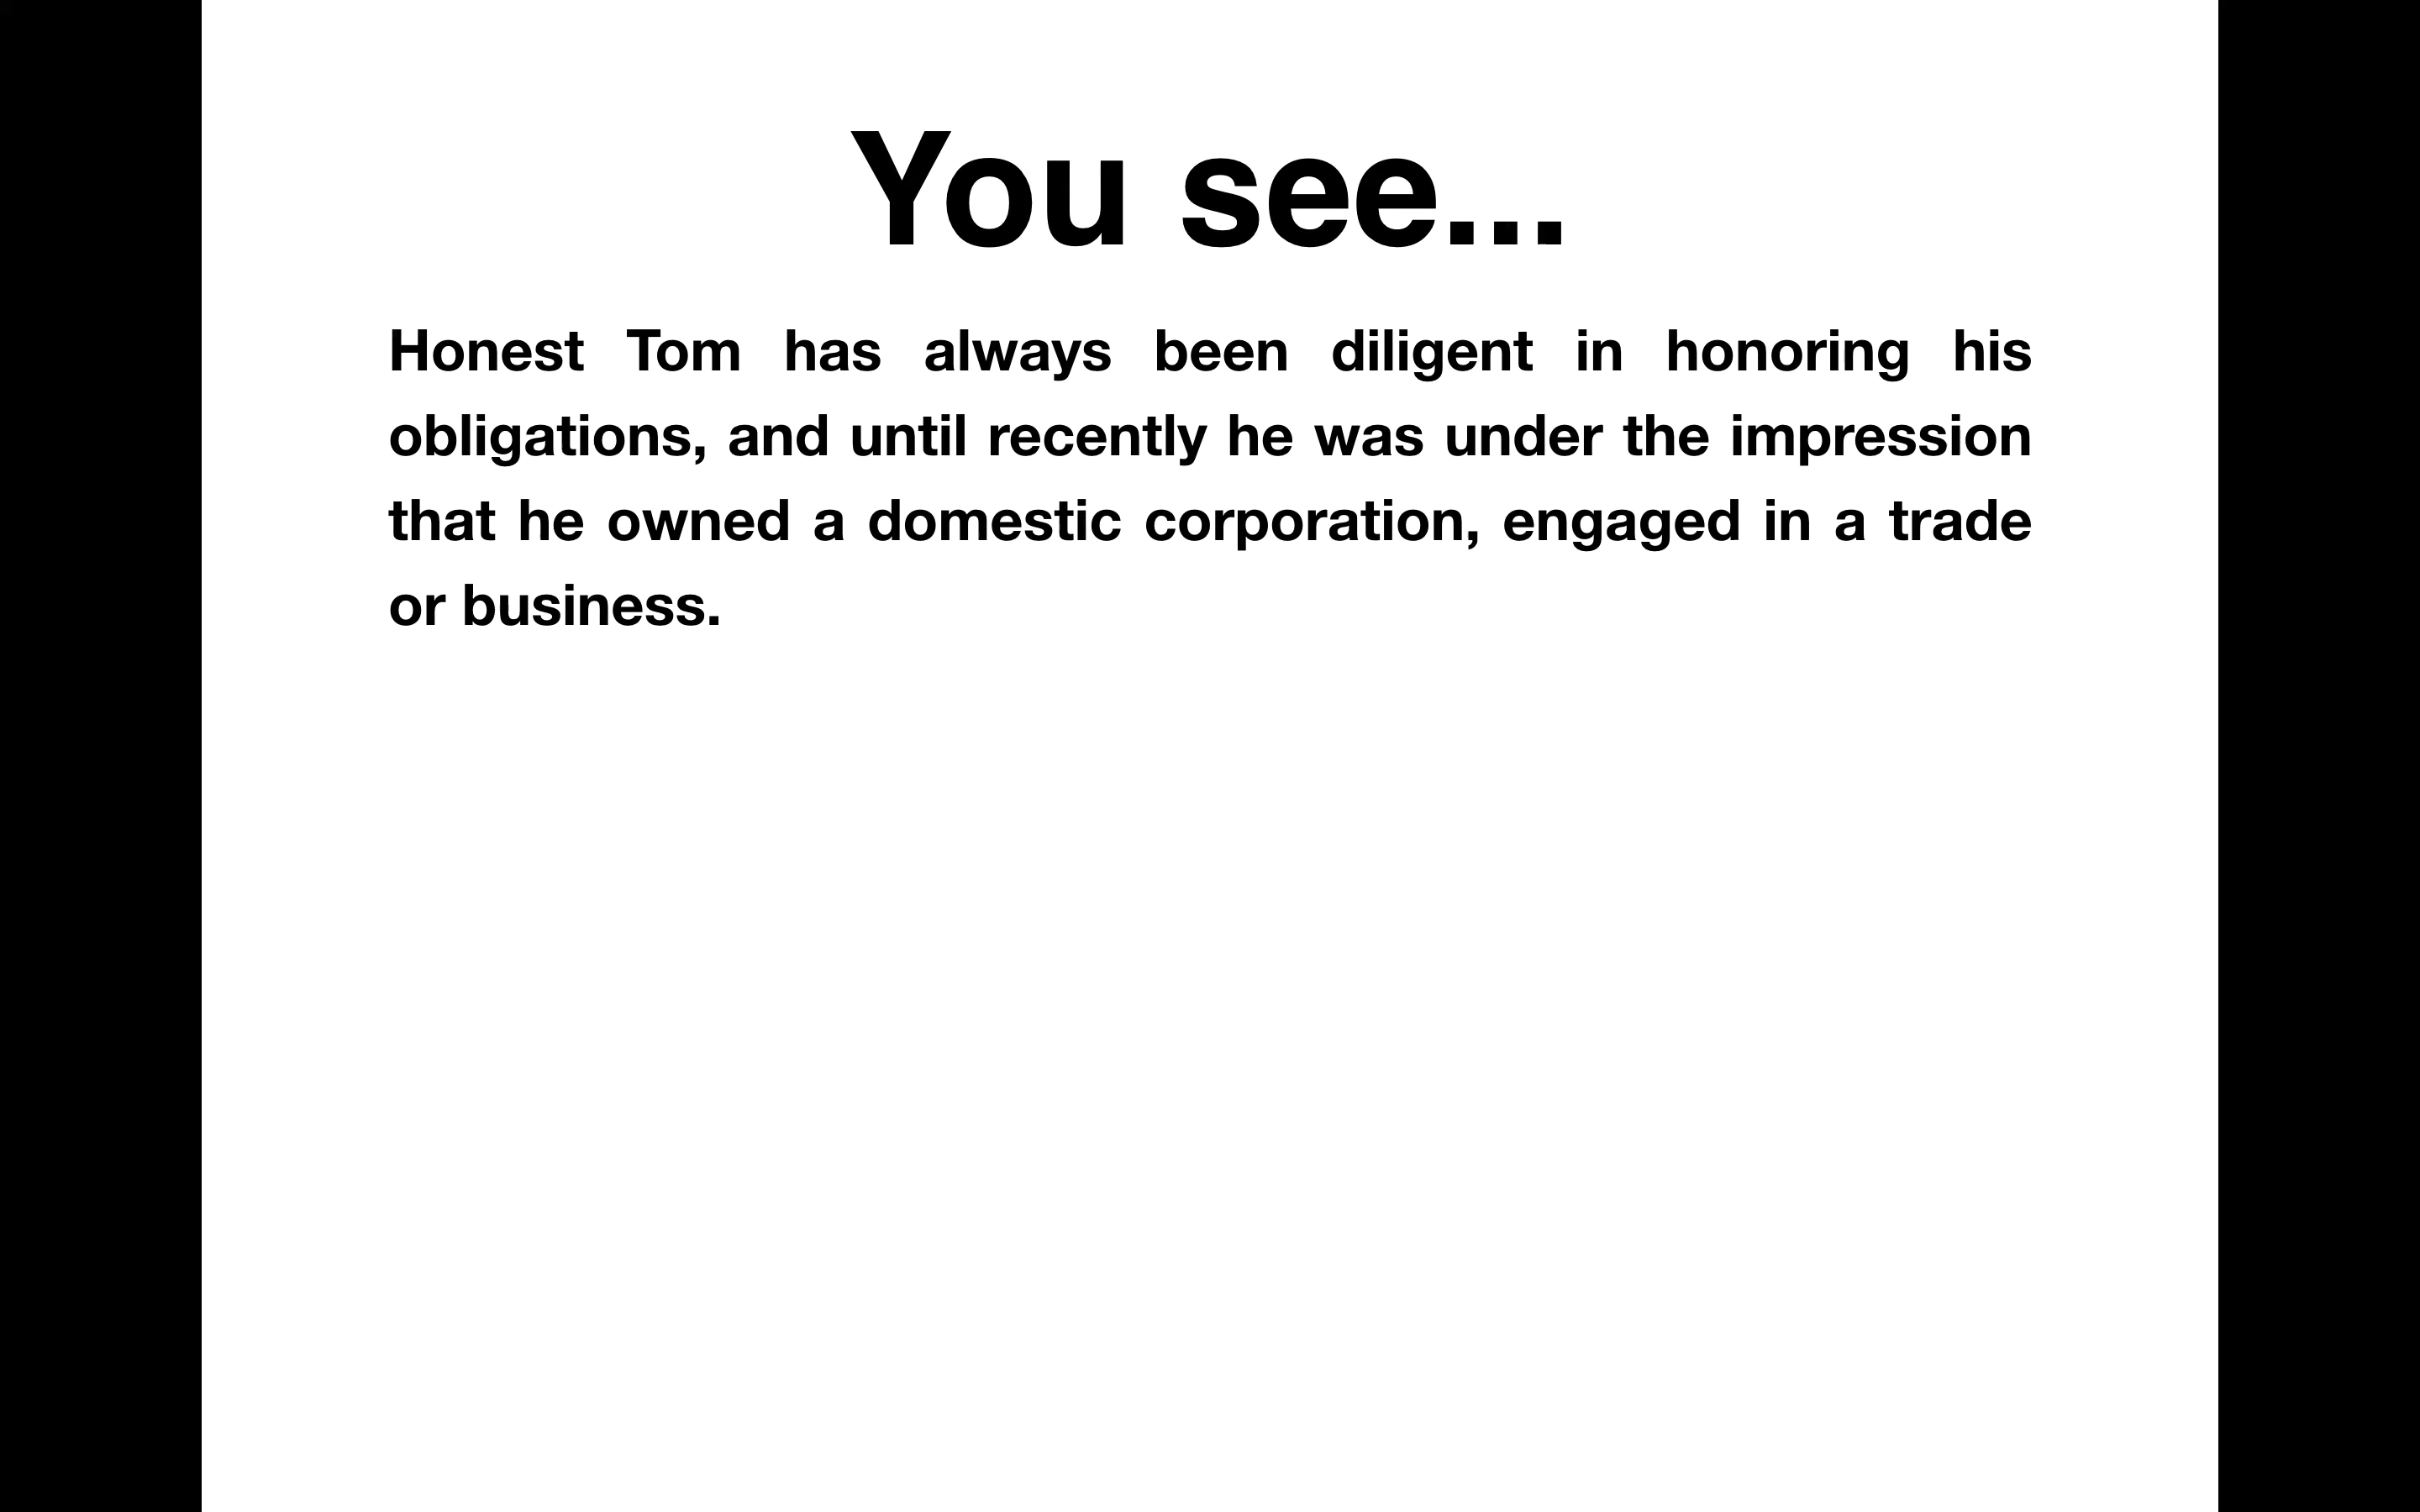 You see...
Honest Tom has always been diligent in honoring his
obligations, and until recently he was under the impression
that he owned a domestic corporation, engaged in a trade
or business.